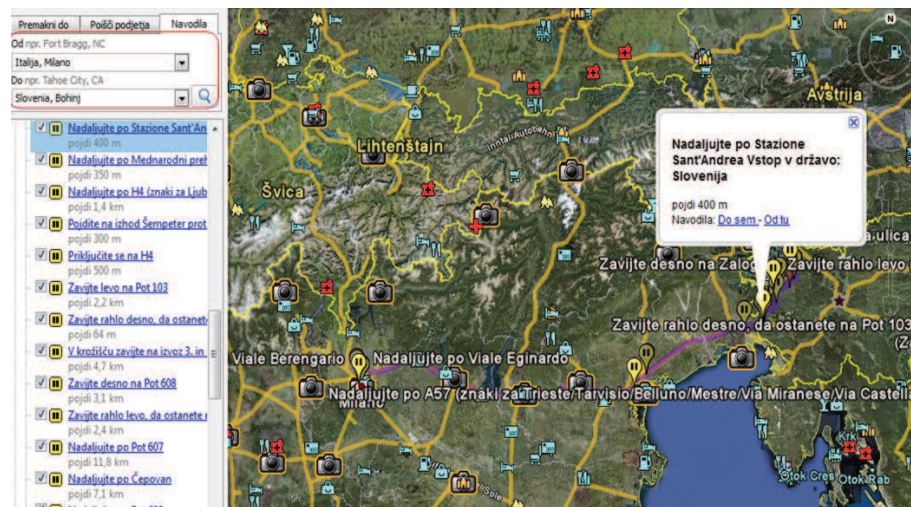 Premakni do
Poišči podjetja
Navodila
Od npr. Fort Bragg, NC
Italija, Milano
Do npr. Tahoe City, CA
Slovenia, Bohinj
Nadaljujte po Stazione Sant'An
pojdi 400 m
Nadaljujte po Mednarodni preh
pojdi 350 m
Nadaljujte po H4 (znaki za Ljub
pojdi 1,4 km
Pojdite na izhod Šempeter prot
pojdi 300 m
Priključite se na H4
pojdi 500 m
Zavijte levo na Pot 103
pojdi 2,2 km
Zavijte rahlo desno, da ostanete
pojdi 64 m
V krožišču zavijte na izvoz 3. in
pojdi 4,7 km
Zavijte desno na Pot 608
pojdi 3,1 km
Zavijte rahlo levo, da ostanete
pojdi 2,4 km
Nadaljujte po Pot 607
pojdi 11,8 km
Nadaljujte po Čepovan
pojdi 7,1 km
N
Avstrija
Inntal-Autobahn
Lihtenštajn
Švica
Nadaljujte po Stazione
Sant'Andrea Vstop v državo:
Slovenija
pojdi 400 m
Navodila: Do sem - Od tu
a ulica
Zavijte desno na Zalog
Zavijte rahlo levo
Zavijte rahlo desno, da ostanete na Pot 103
(Za
Viale Berengario
Nadaljujte po Viale Eginardo
Nadaljujte po A57 (znaki za Trieste/Tarvisio/Belluno/Mestre/Via Miranese/Via Castella
Milano
Krk
Otok Cres
Otok Rab